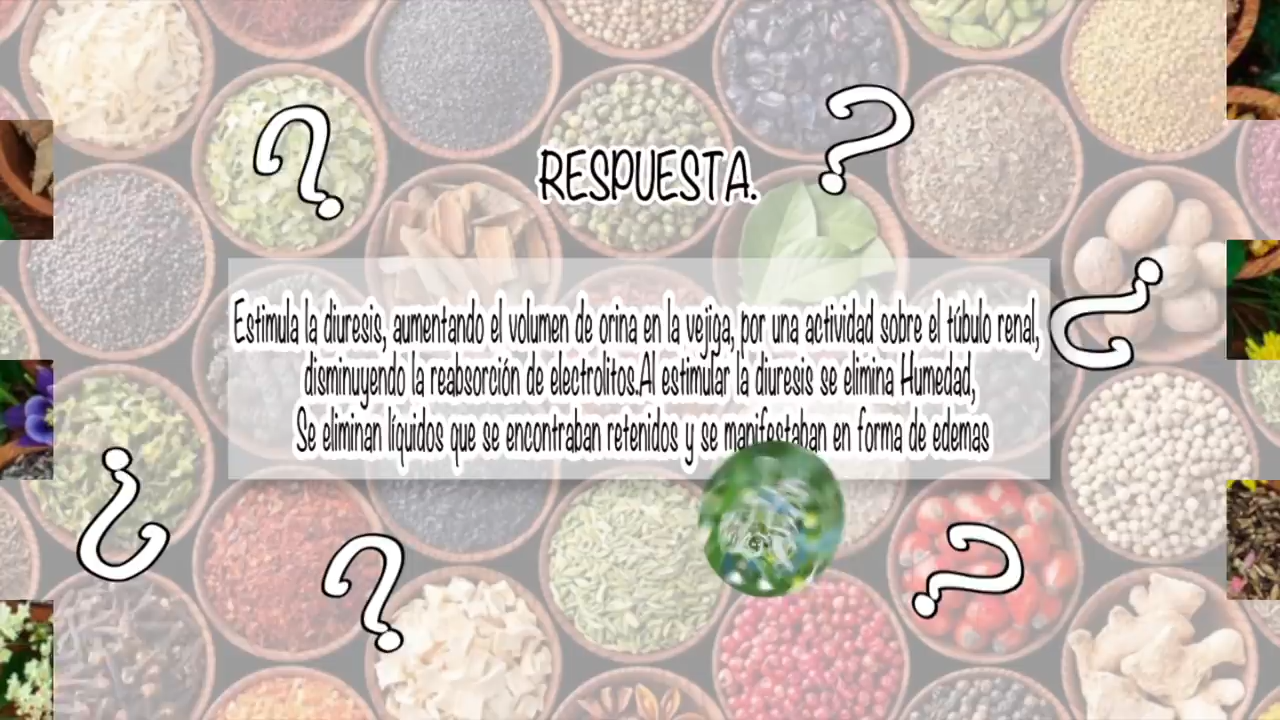 RESPUESTA.
Estimula la diuresis, aumentando el volumen de orina en la vejiga, por una actividad sobre el túbulo renal,
disminuyendo la reabsorción de electrolitos.Al estimular la diuresis se elimina Humedad,
Se eliminan líquidos que se encontraban retenidos y se manifestaban en forma de edemas